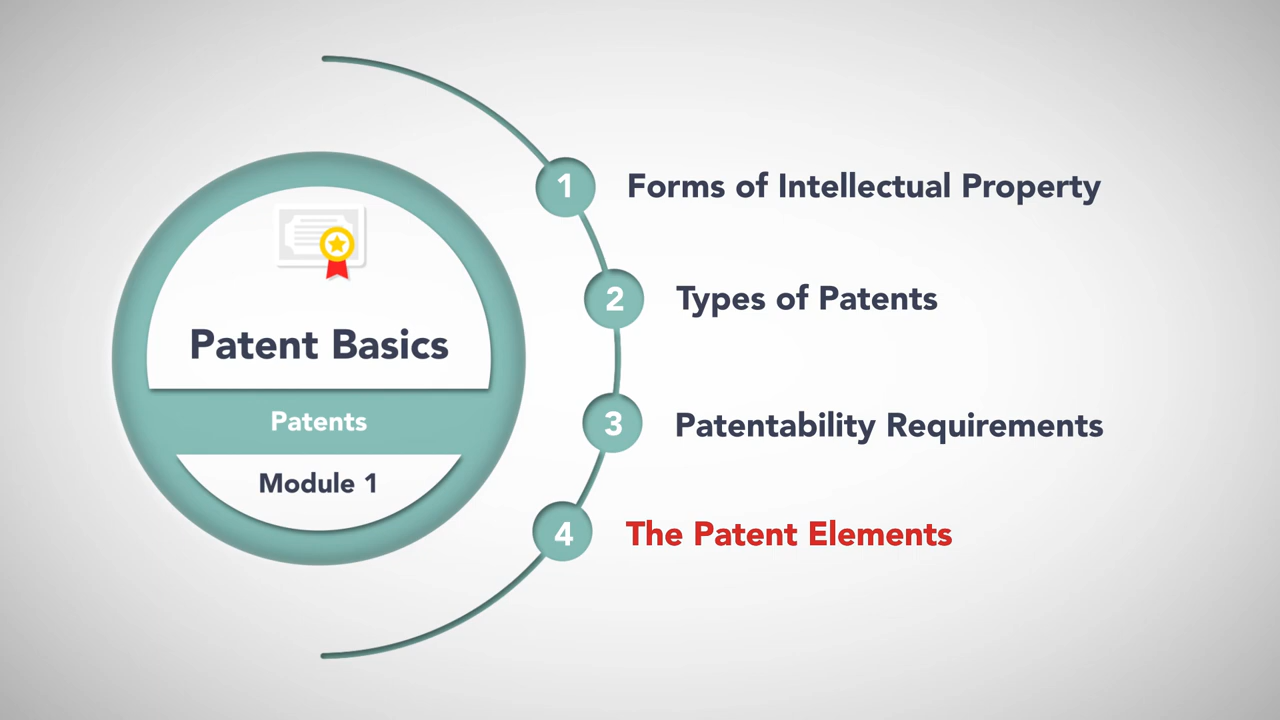 Patent Basics
Patents
Module 1
1 Forms of Intellectual Property
2 Types of Patents
3 Patentability Requirements
4 The Patent Elements